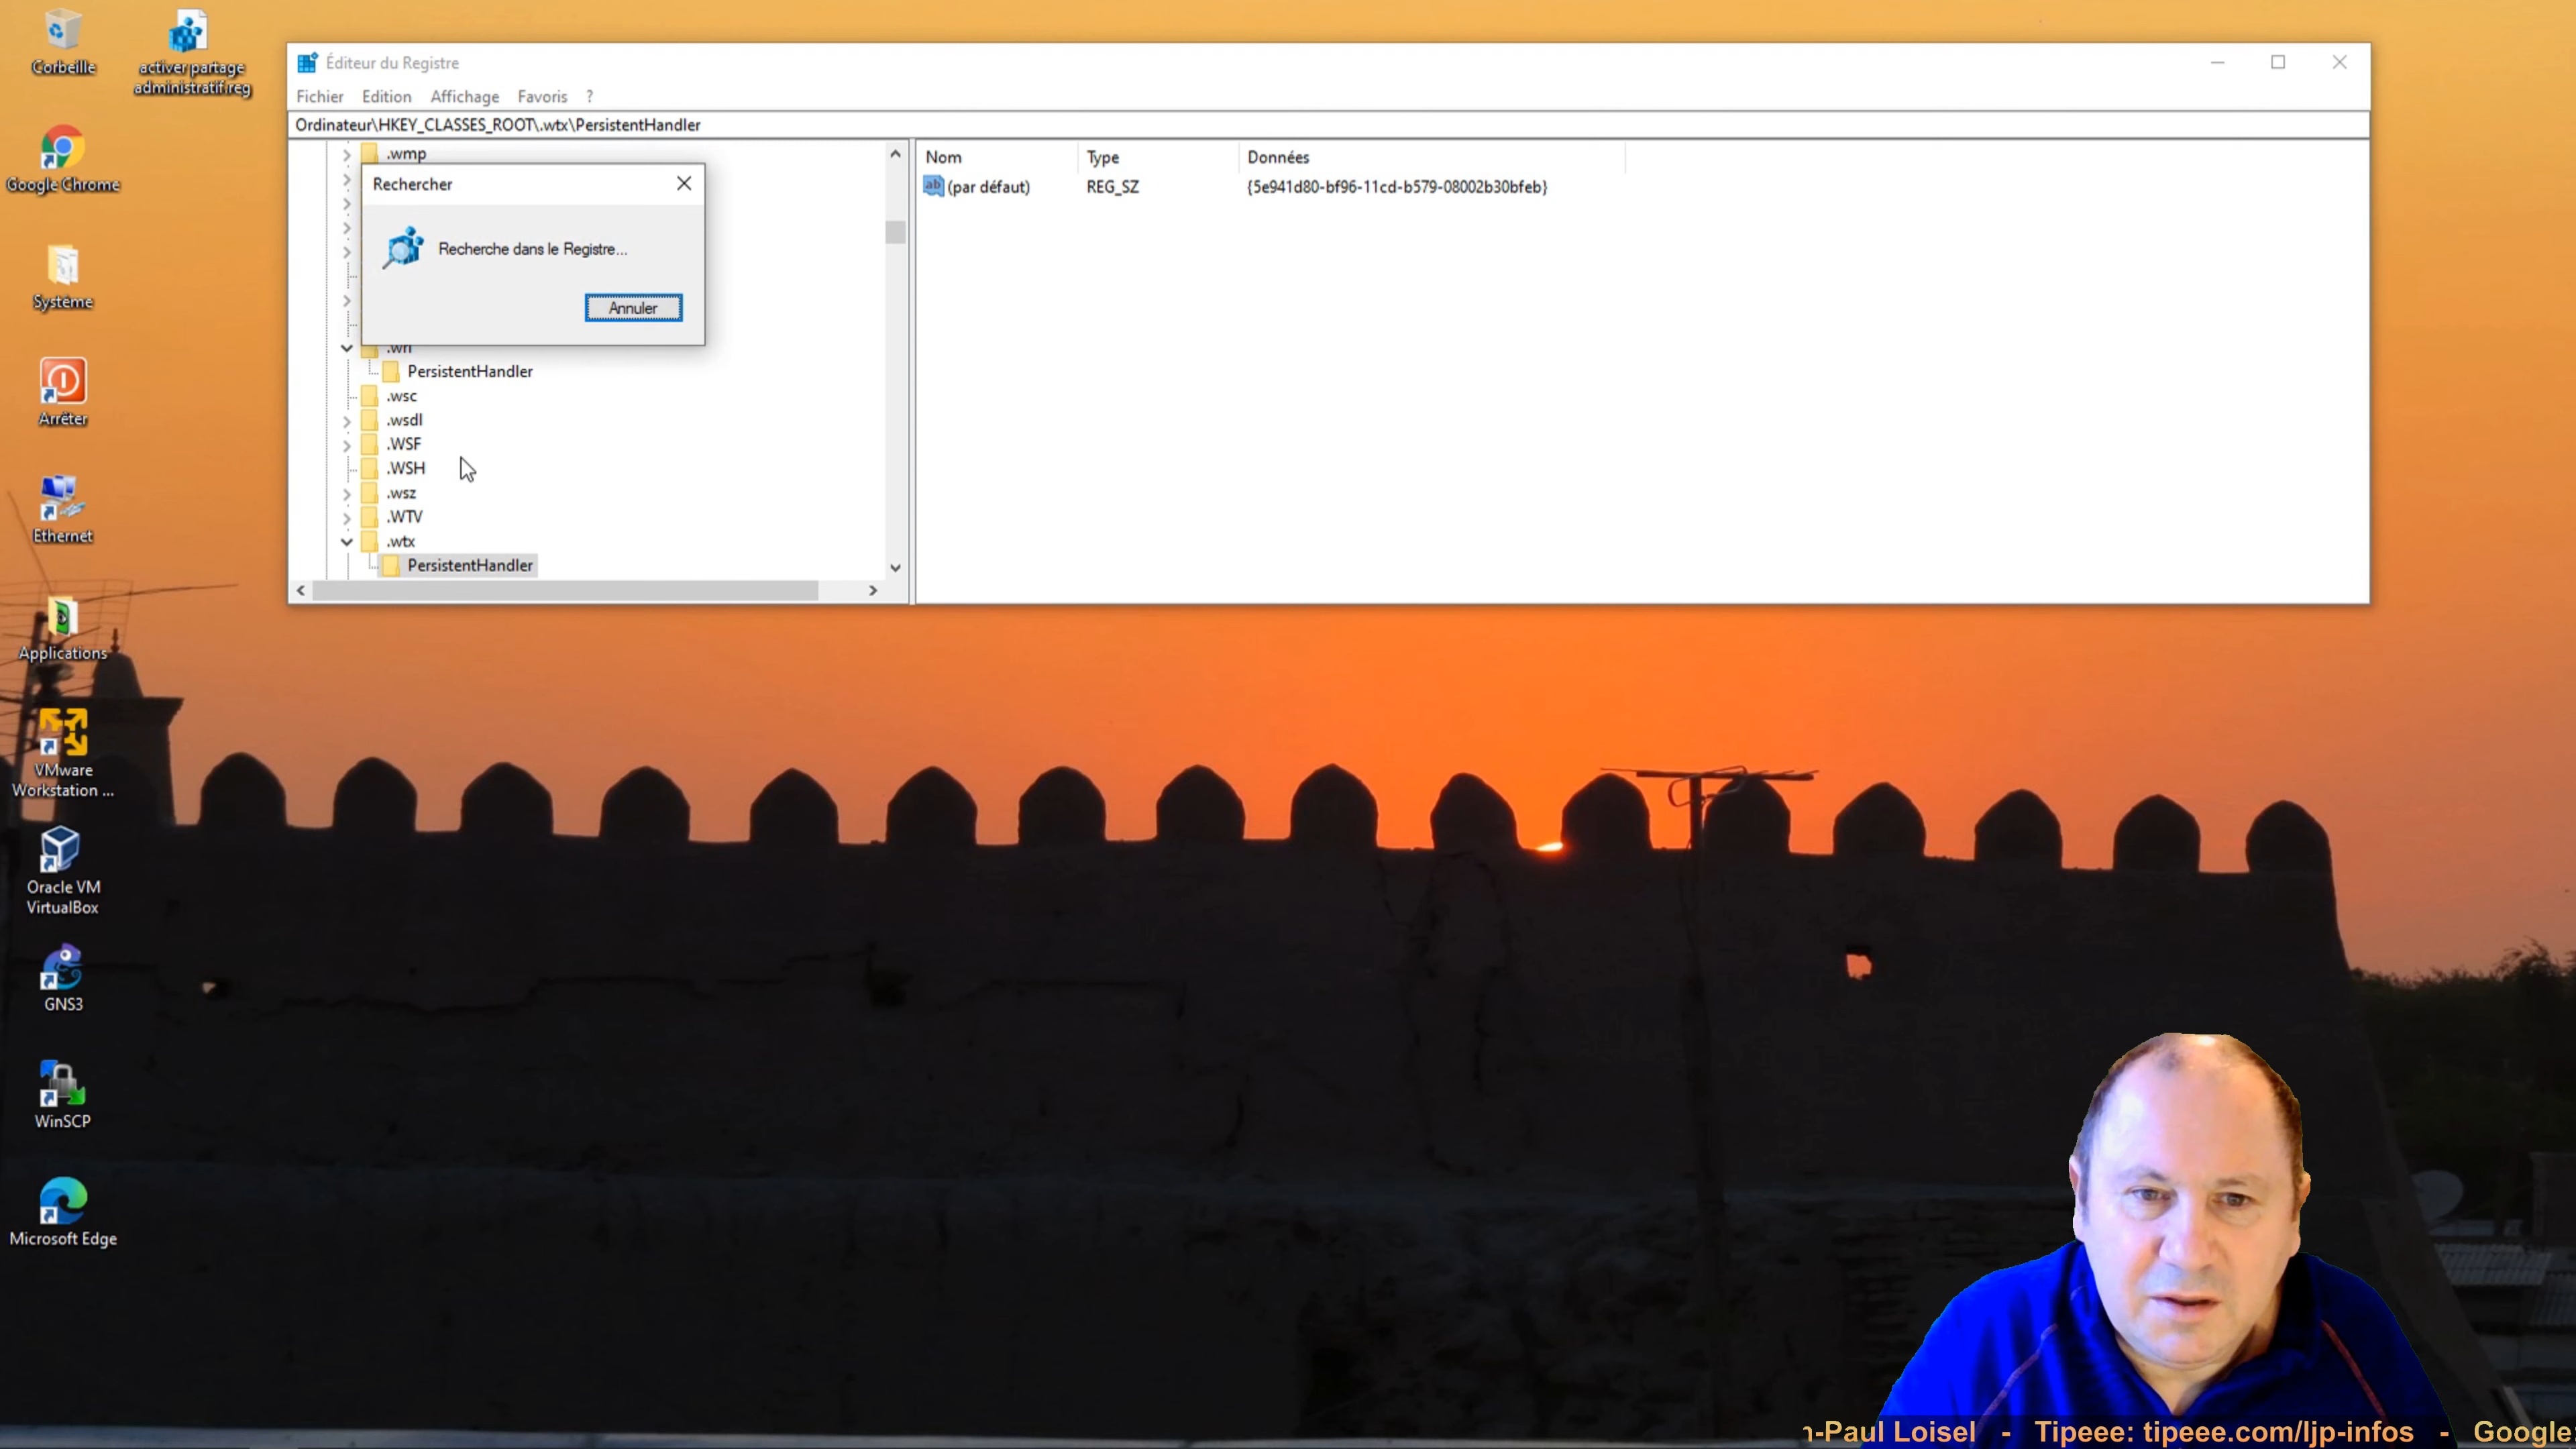 Corbeille
activer partage
administratif.reg
Google Chrome
Système
Arrêter
Ethernet
Applications
VMware
Workstation ...
Oracle VM
VirtualBox
GNS3
WinSCP
Microsoft Edge
Éditeur du Registre
Fichier Edition Affichage Favoris ?
Ordinateur\HKEY_CLASSES_ROOT\.wtx\PersistentHandler
.wmp
Rechercher
Recherche dans le Registre...
Annuler
.wri
PersistentHandler
.wsc
.wsdl
.WSF
.WSH
.wsz
.WTV
.wtx
PersistentHandler
Nom Type Données
ab (par défaut) REG_SZ {5e941d80-bf96-11cd-b579-08002b30bfeb}
n-Paul Loisel - Tipeee: tipeee.com/ljp-infos - Google